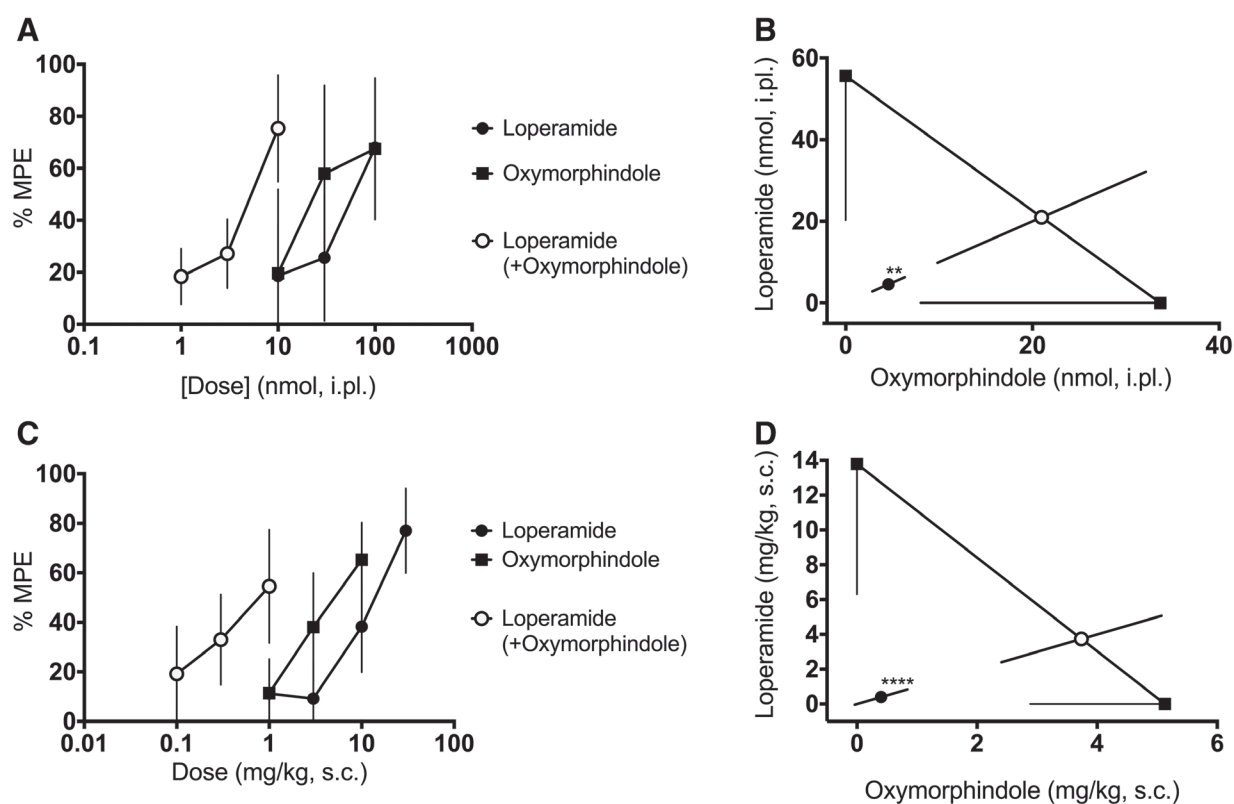 A
100
80
60
40
20
0
% MPE
0.1 1 10 100 1000
[Dose] (nmol, i.pl.)
Loperamide
Oxymorphindole
Loperamide
(+Oxymorphindole)
B
60
40
20
0
Loperamide (nmol, i.pl.)
**
0 20 40
Oxymorphindole (nmol, i.pl.)
C
100
80
60
40
20
0
% MPE
0.01 0.1 1 10 100
Dose (mg/kg, s.c.)
Loperamide
Oxymorphindole
Loperamide
(+Oxymorphindole)
D
14
12
10
8
6
4
2
0
Loperamide (mg/kg, s.c.)
****
0 2 4 6
Oxymorphindole (mg/kg, s.c.)